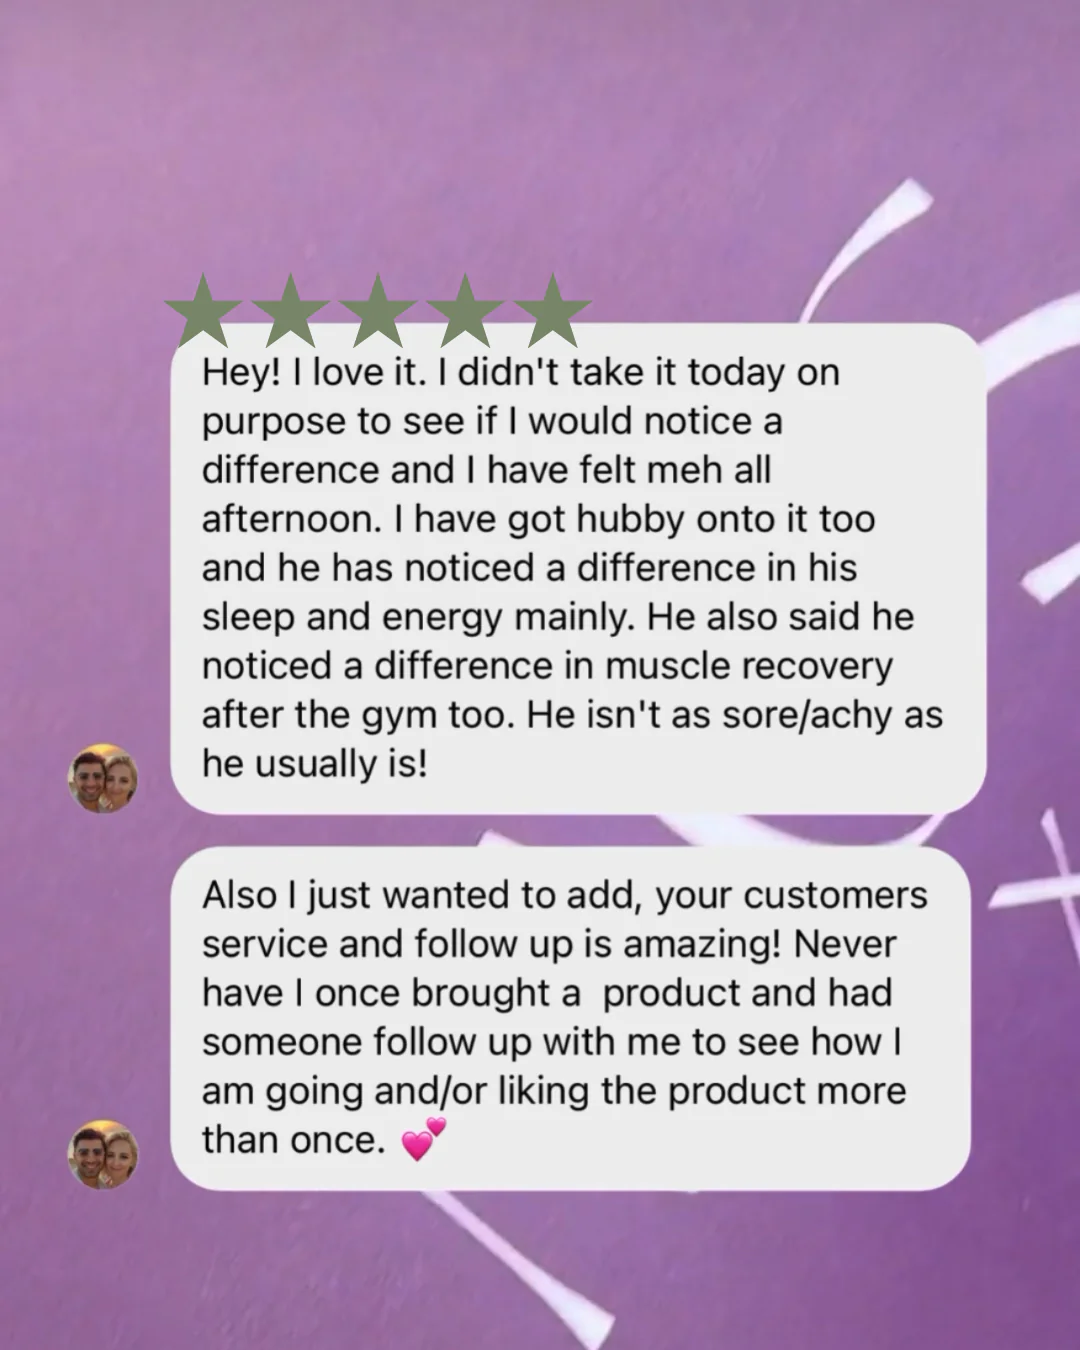 Hey! I love it. I didn't take it today on
purpose to see if I would notice a
difference and I have felt meh all
afternoon. I have got hubby onto it too
and he has noticed a difference in his
sleep and energy mainly. He also said he
noticed a difference in muscle recovery
after the gym too. He isn't as sore/achy as
he usually is!
Also I just wanted to add, your customers
service and follow up is amazing! Never
have I once brought a  product and had
someone follow up with me to see how I
am going and/or liking the product more
than once. 💕